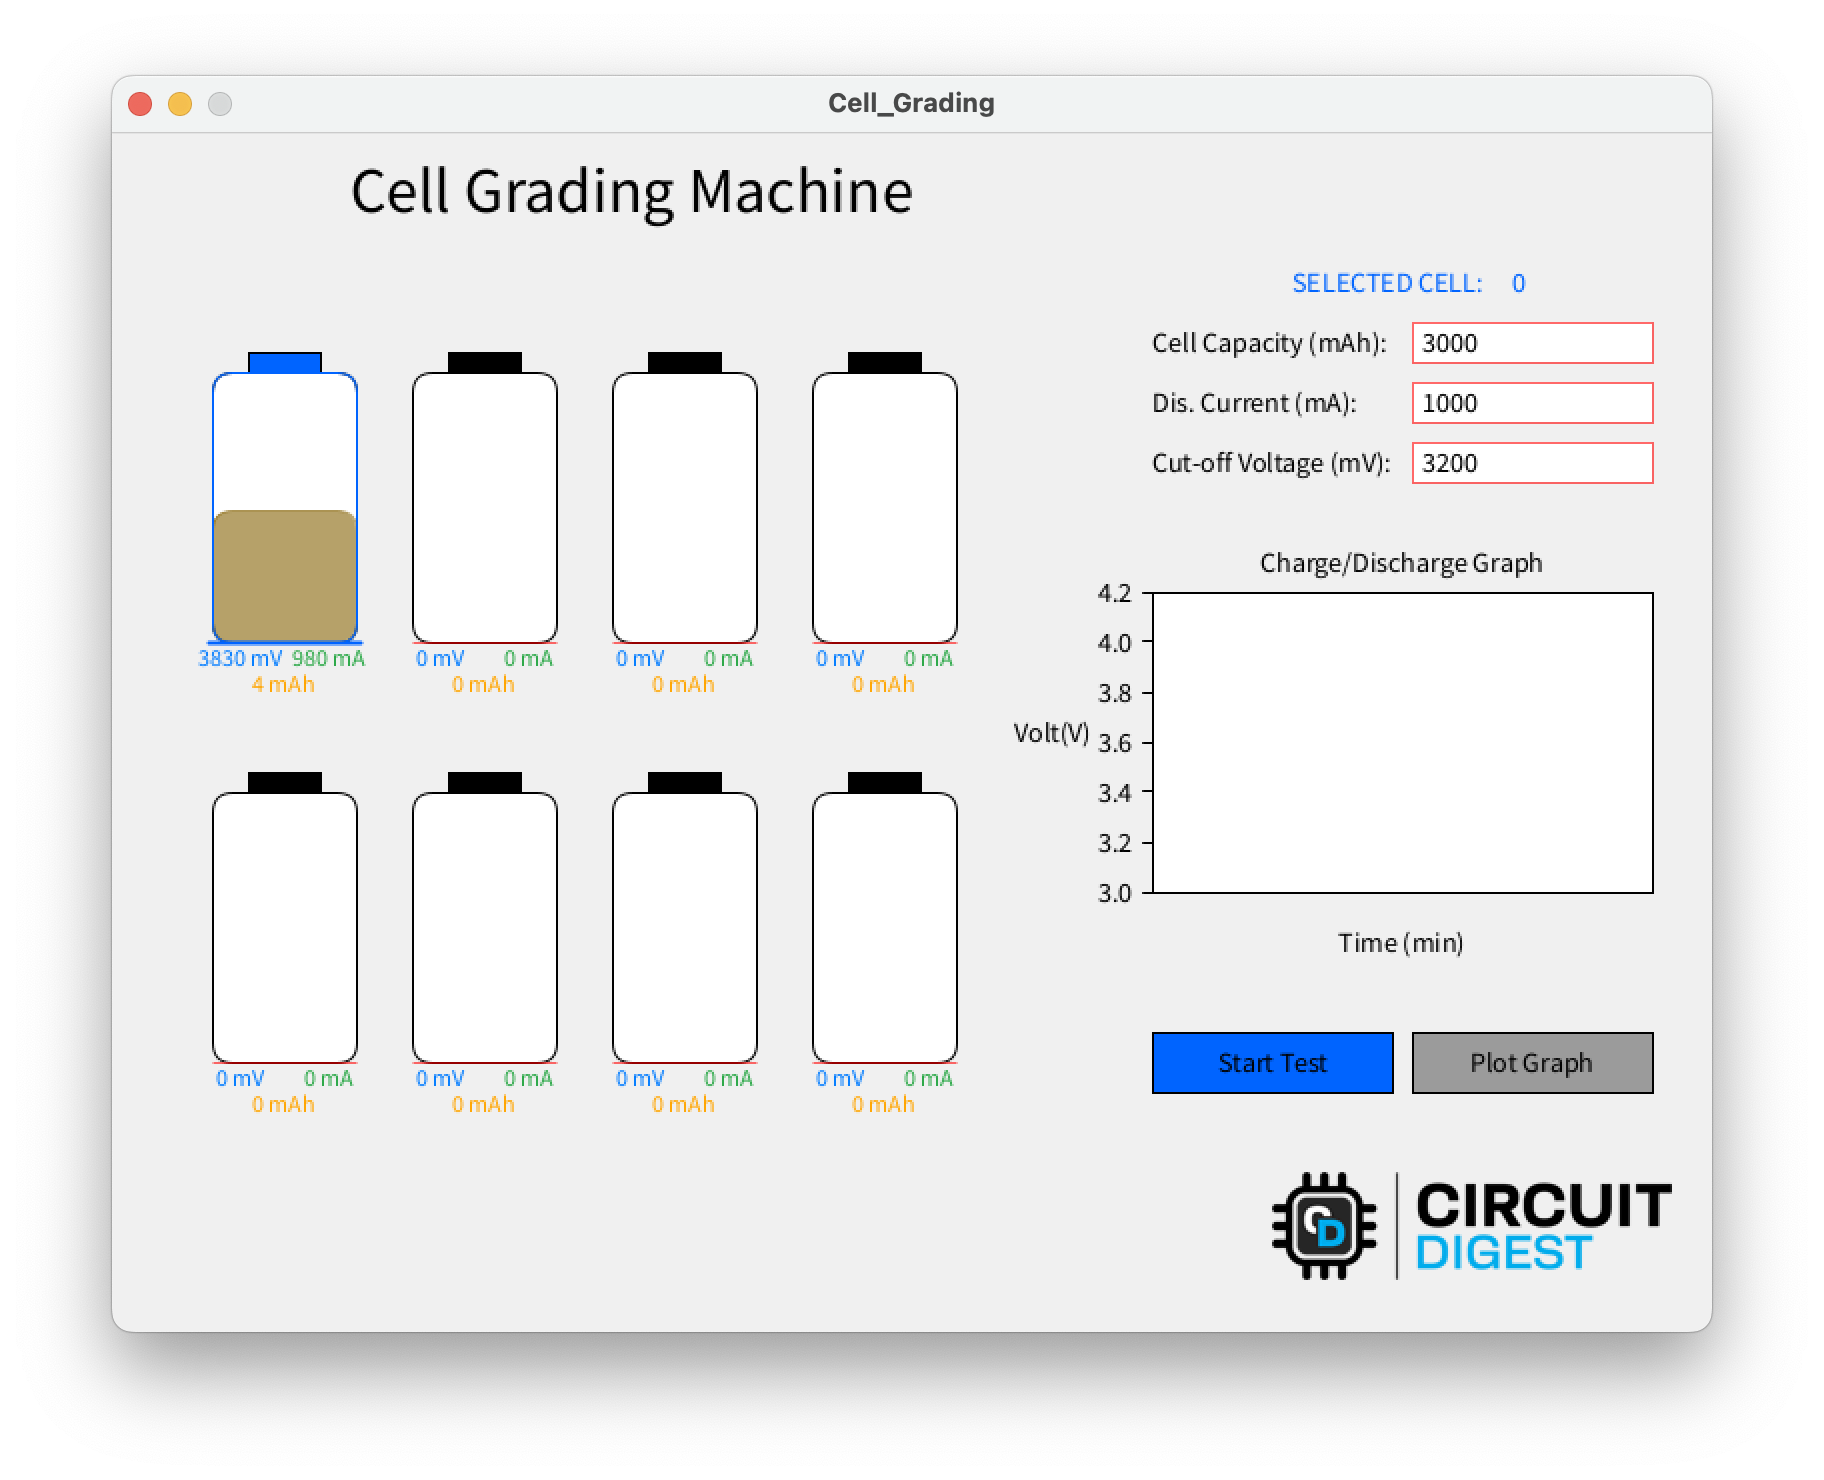 Cell_Grading
Cell Grading Machine
SELECTED CELL: 0
Cell Capacity (mAh): 3000
Dis. Current (mA): 1000
Cut-off Voltage (mV): 3200
3830 mV 980 mA
4 mAh
0 mV 0 mA
0 mAh
0 mV 0 mA
0 mAh
0 mV 0 mA
0 mAh
0 mV 0 mA
0 mAh
0 mV 0 mA
0 mAh
0 mV 0 mA
0 mAh
0 mV 0 mA
0 mAh
Charge/Discharge Graph
4.2
4.0
3.8
Volt(V)
3.6
3.4
3.2
3.0
Time (min)
Start Test
Plot Graph
CD
CIRCUIT
DIGEST